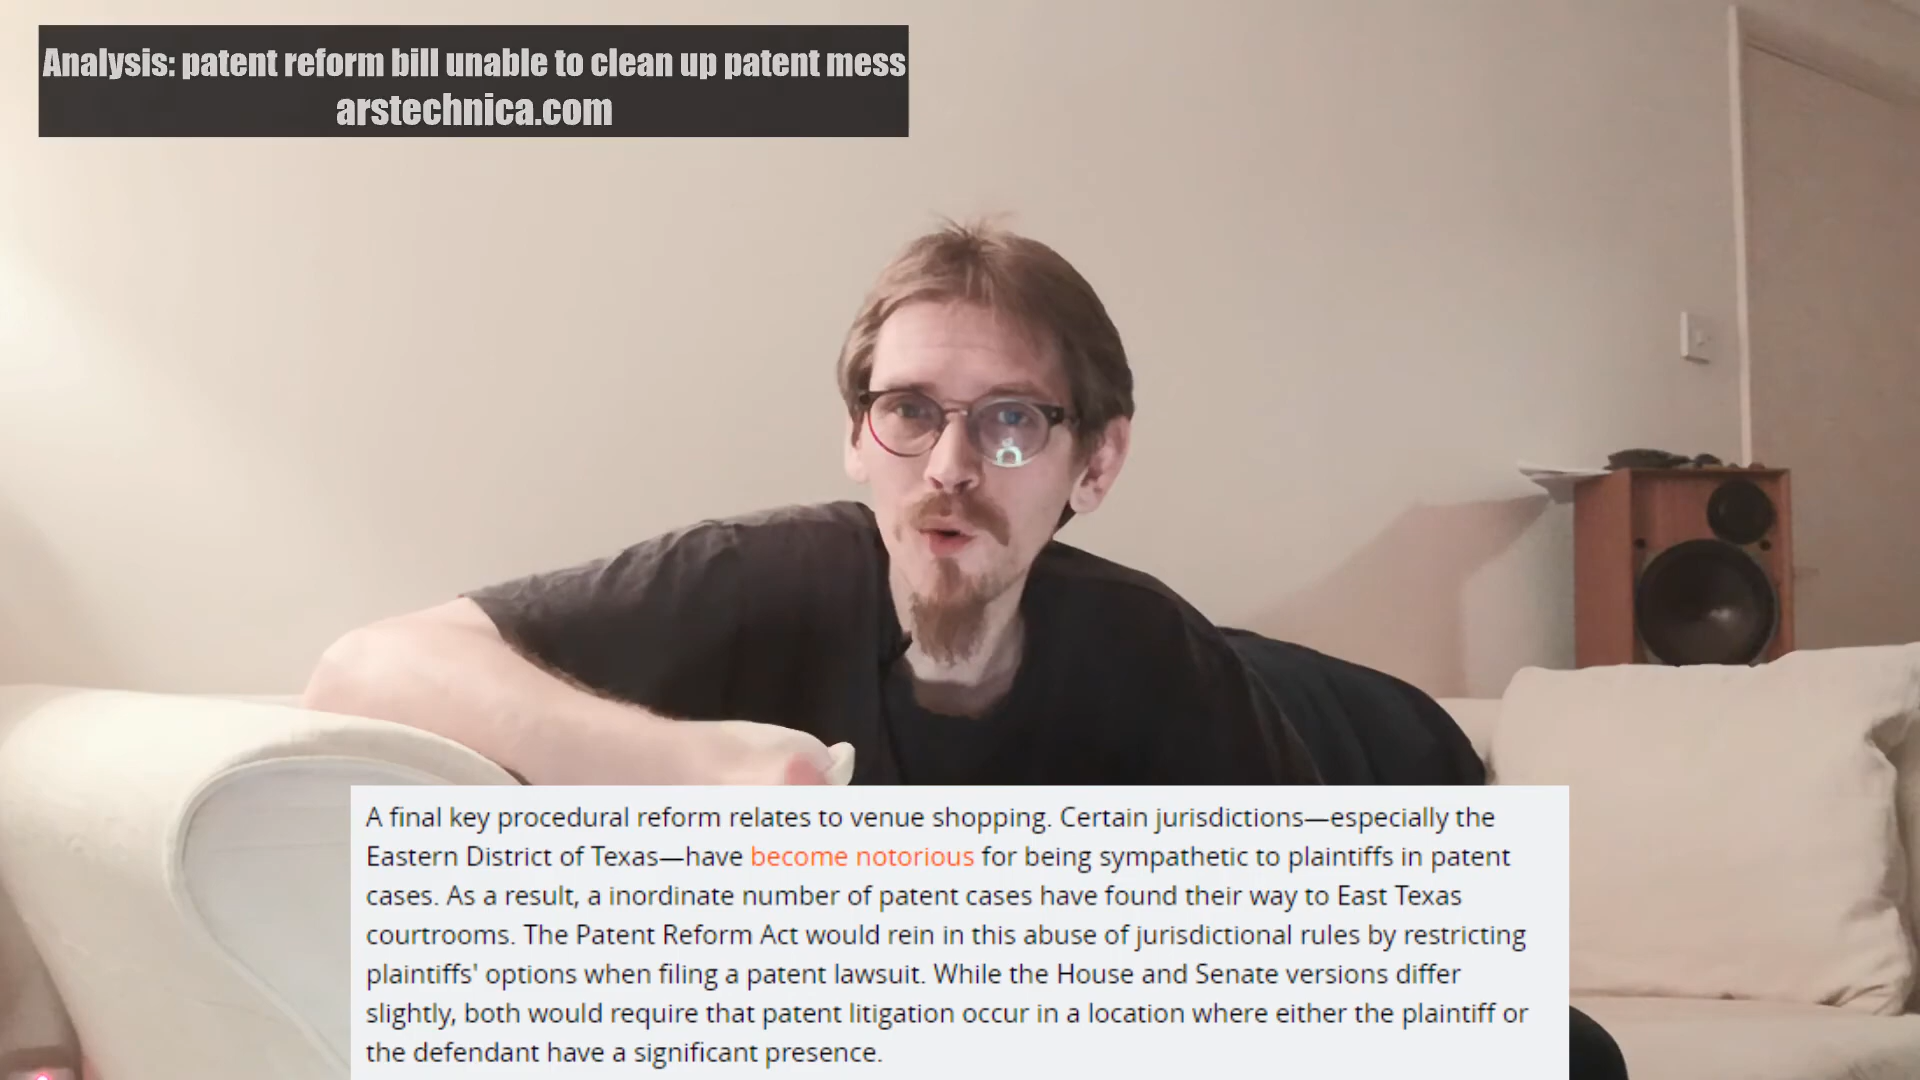 Analysis: patent reform bill unable to clean up patent mess
arstechnica.com
A final key procedural reform relates to venue shopping. Certain jurisdictions—especially the
Eastern District of Texas—have become notorious for being sympathetic to plaintiffs in patent
cases. As a result, a inordinate number of patent cases have found their way to East Texas
courtrooms. The Patent Reform Act would rein in this abuse of jurisdictional rules by restricting
plaintiffs' options when filing a patent lawsuit. While the House and Senate versions differ
slightly, both would require that patent litigation occur in a location where either the plaintiff or
the defendant have a significant presence.